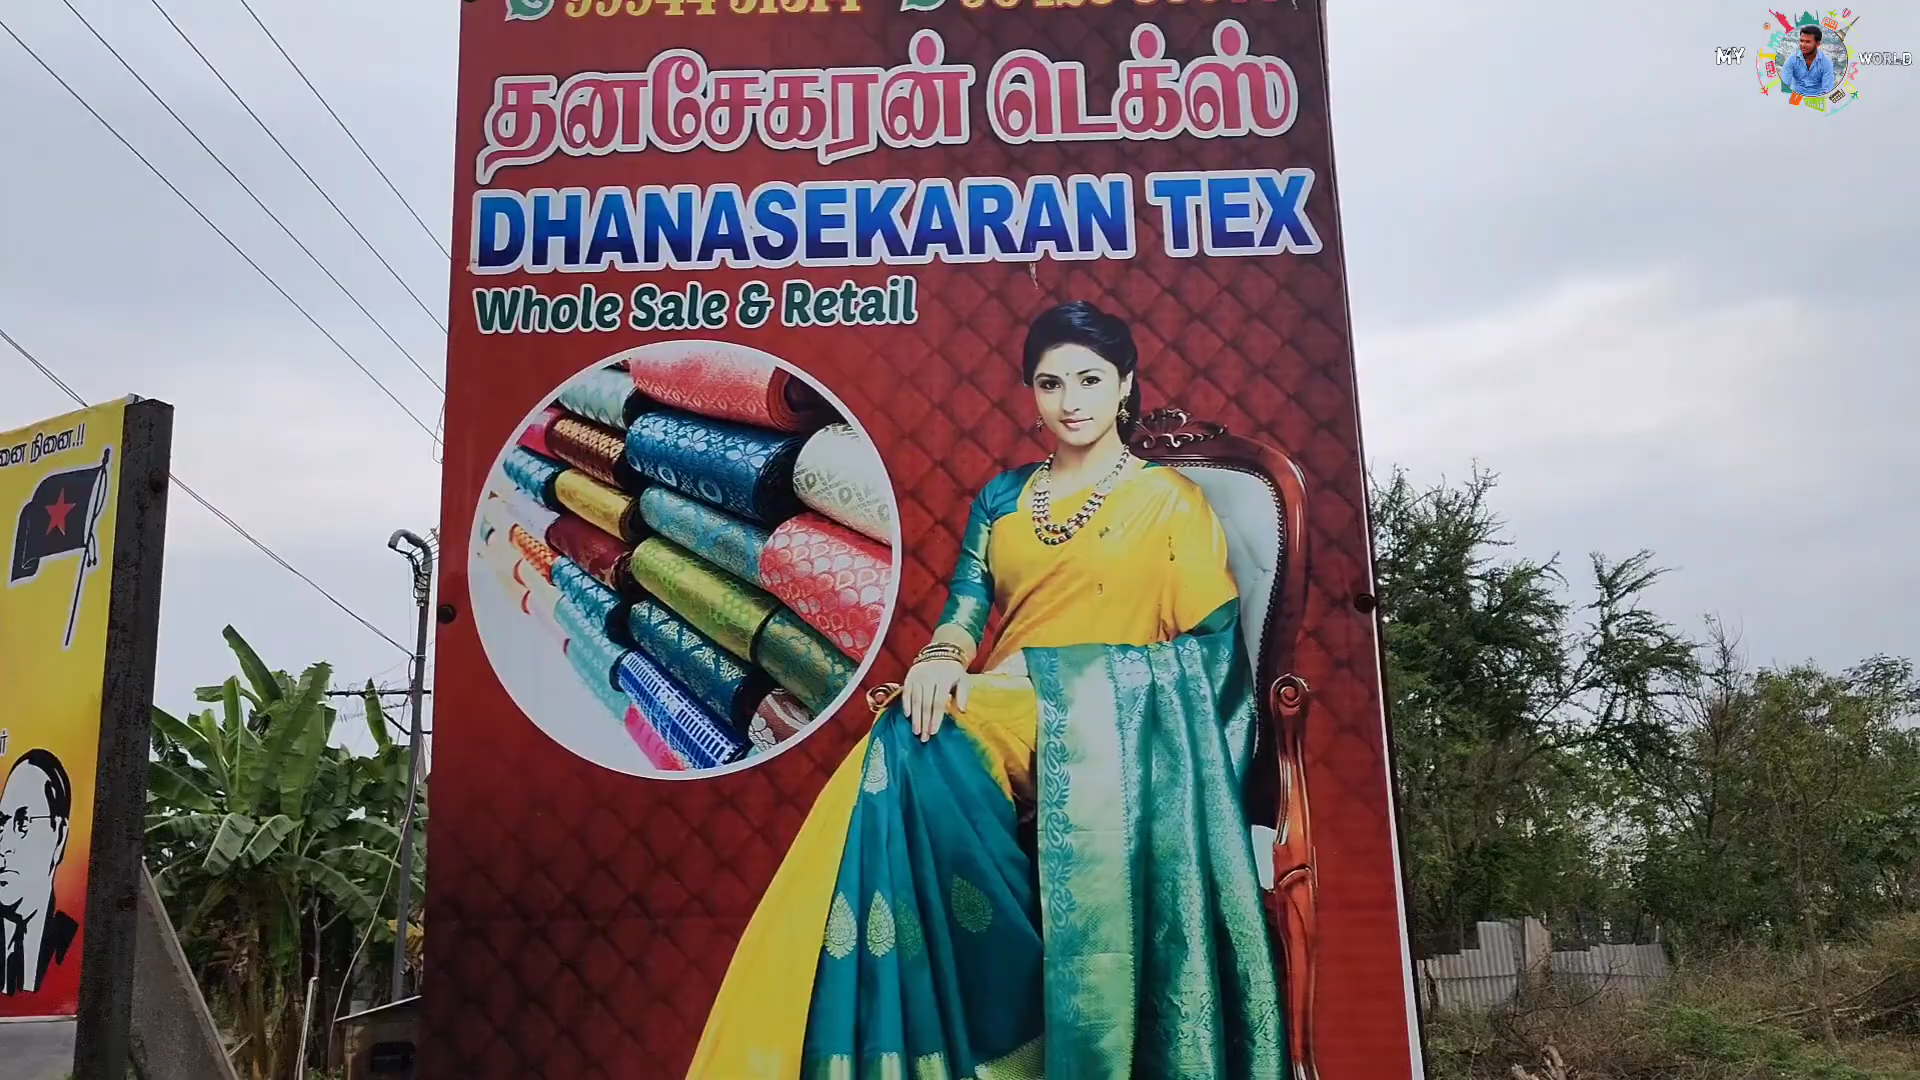 தனசேகரன் டெக்ஸ்
DHANASEKARAN TEX
Whole Sale & Retail
நினை.!!
MY WORLD